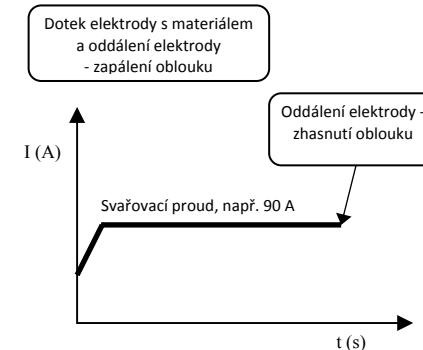 Dotek elektrody s materiálem
a oddálení elektrody
- zapálení oblouku
Oddálení elektrody -
zhasnutí oblouku
I (A)
Svařovací proud, např. 90 A
t (s)